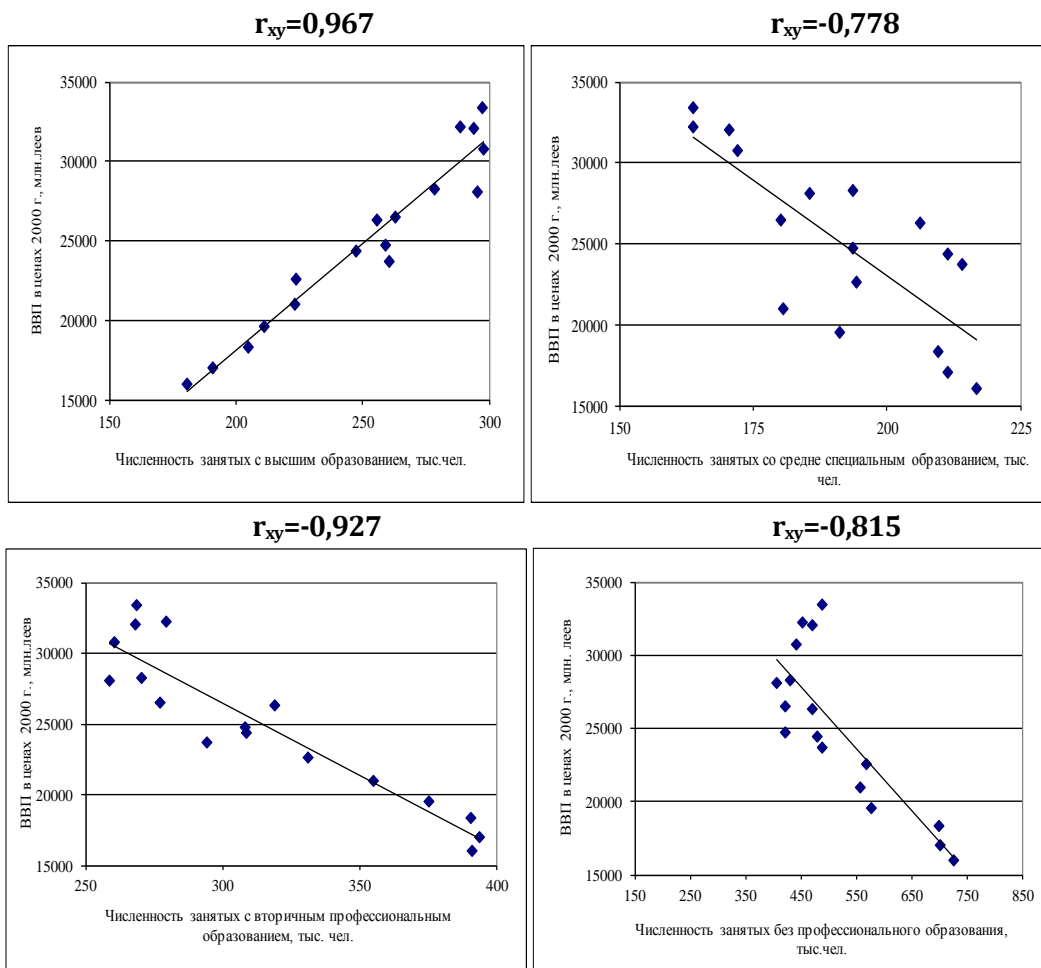 rxy=0,967
35000
30000
25000
20000
15000
ВВП в ценах 2000 г., млн.леев
150
200
250
300
Численность занятых с высшим образованием, тыс.чел.
rxy=-0,778
35000
30000
25000
20000
15000
ВВП в ценах 2000 г., млн.леев
150
175
200
225
Численность занятых со средне специальным образованием, тыс.
чел.
rxy=-0,927
35000
30000
25000
20000
15000
ВВП в ценах 2000 г., млн.леев
250
300
350
400
Численность занятых с вторичным профессиональным
образованием, тыс. чел.
rxy=-0,815
35000
30000
25000
20000
15000
ВВП в ценах 2000 г., млн. леев
150
250
350
450
550
650
750
850
Численность занятых без профессионального образования,
тыс.чел.